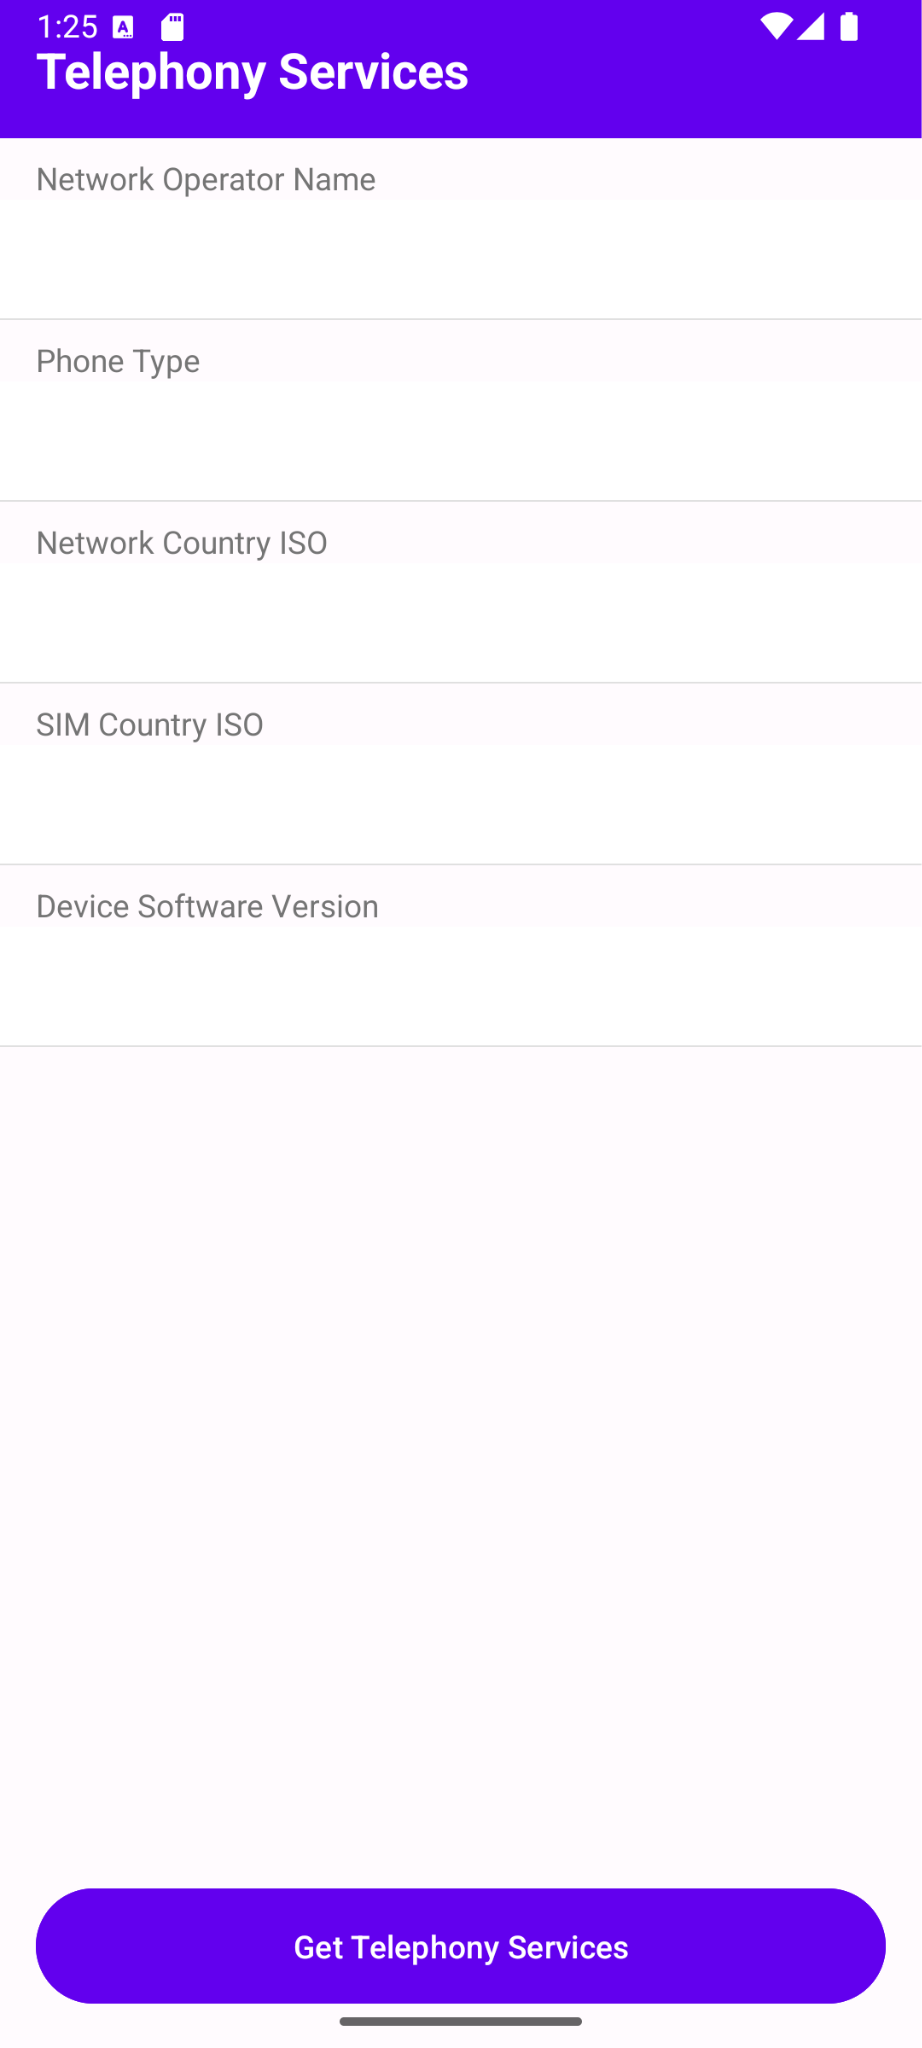 1:25
Telephony Services
Network Operator Name
Phone Type
Network Country ISO
SIM Country ISO
Device Software Version
Get Telephony Services